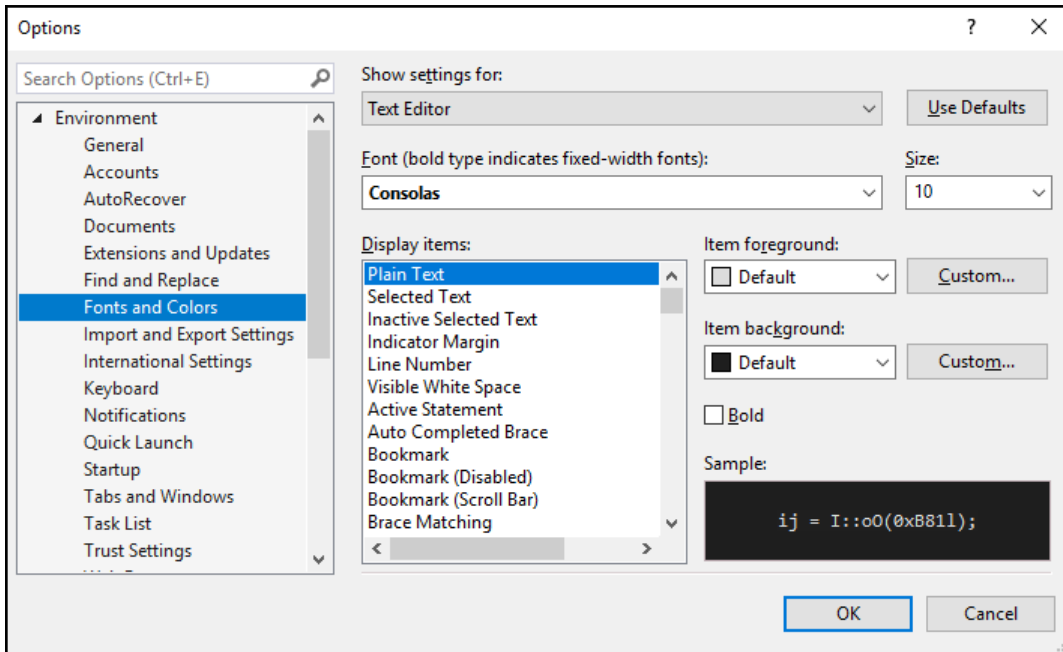 Options
?
Search Options (Ctrl+E)
Environment
General
Accounts
AutoRecover
Documents
Extensions and Updates
Find and Replace
Fonts and Colors
Import and Export Settings
International Settings
Keyboard
Notifications
Quick Launch
Startup
Tabs and Windows
Task List
Trust Settings
Show settings for:
Text Editor
Use Defaults
Font (bold type indicates fixed-width fonts):
Size:
Consolas
10
Display items:
Plain Text
Selected Text
Inactive Selected Text
Indicator Margin
Line Number
Visible White Space
Active Statement
Auto Completed Brace
Bookmark
Bookmark (Disabled)
Bookmark (Scroll Bar)
Brace Matching
Item foreground:
Default
Custom...
Item background:
Default
Custom...
Bold
Sample:
ij = I::oO(0xB81l);
OK
Cancel